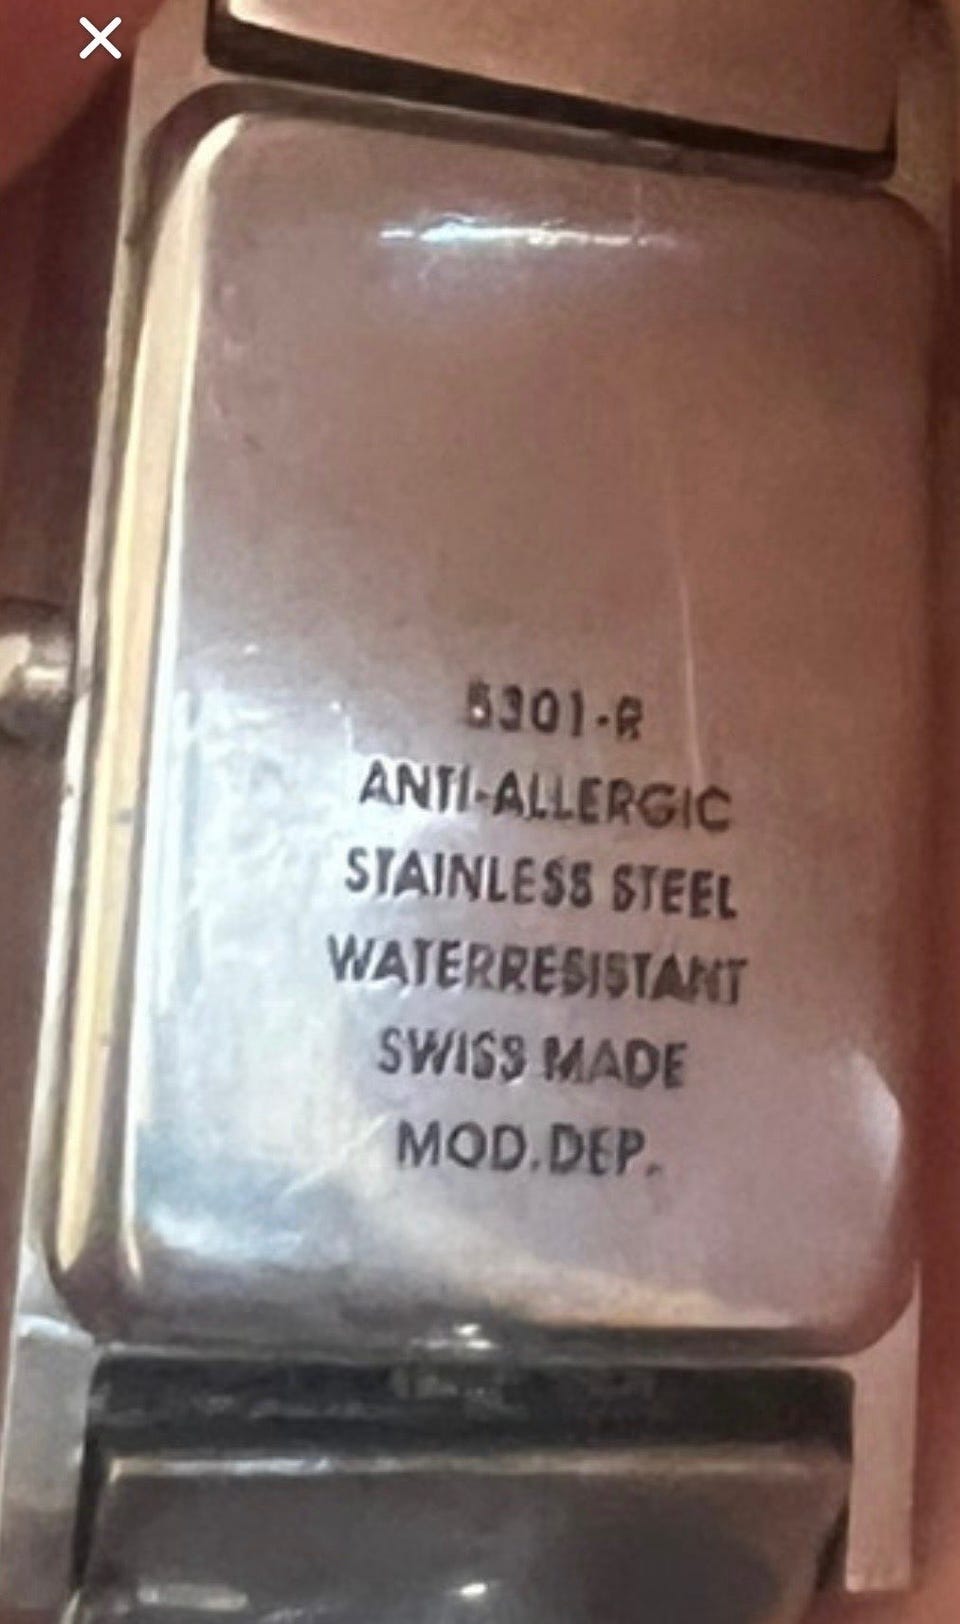 5301-R
ANTI-ALLERGIC
STAINLESS STEEL
WATERRESISTANT
SWISS MADE
MOD.DEP.